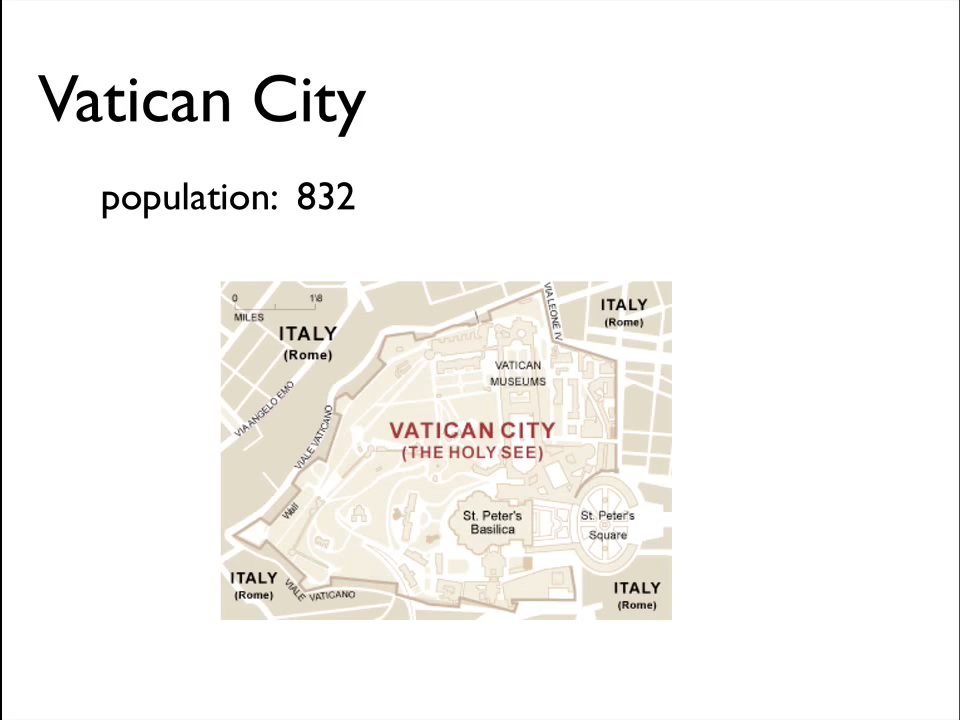 Vatican City
population: 832
0 1\8
MILES
ITALY
(Rome)
VIA LEONE IV
ITALY
(Rome)
VATICAN
MUSEUMS
VIA ANGELO EMO
VIALE VATICANO
VATICAN CITY
(THE HOLY SEE)
Wall
St. Peter's
Basilica
St. Peter's
Square
ITALY
(Rome)
VIALE VATICANO
ITALY
(Rome)